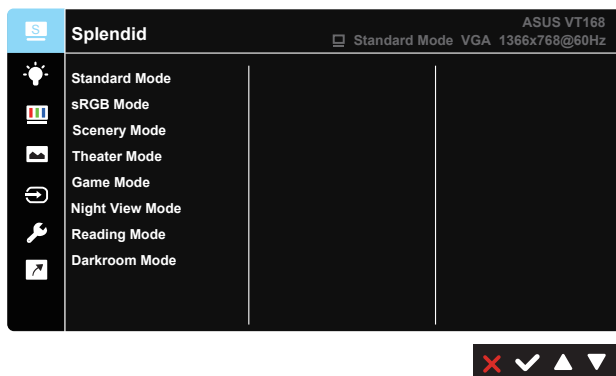 S
Splendid
ASUS VT168
Standard Mode VGA 1366x768@60Hz
Standard Mode
sRGB Mode
Scenery Mode
Theater Mode
Game Mode
Night View Mode
Reading Mode
Darkroom Mode